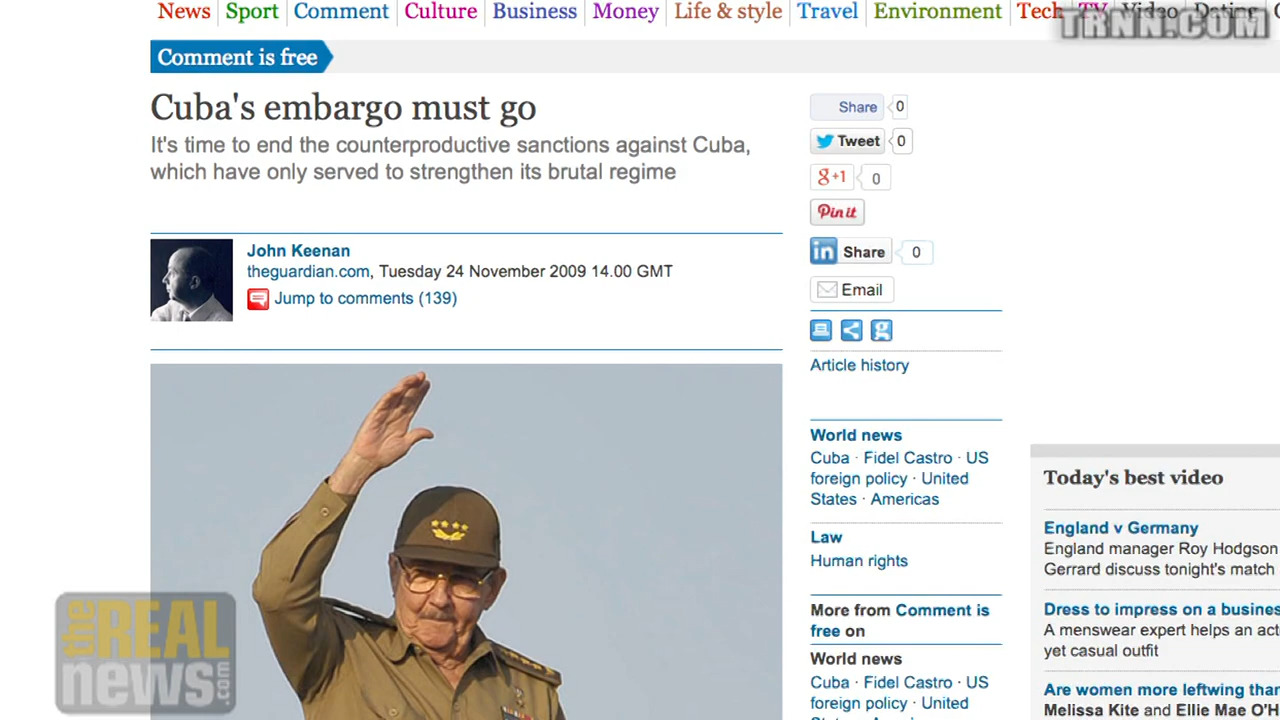 News Sport Comment Culture Business Money Life & style Travel Environment Tech TV Video Dating
TRNN.COM
Comment is free
Cuba's embargo must go
It's time to end the counterproductive sanctions against Cuba,
which have only served to strengthen its brutal regime
John Keenan
theguardian.com, Tuesday 24 November 2009 14.00 GMT
Jump to comments (139)
Share 0
Tweet 0
g+1 0
Pin it
in Share 0
Email
Article history
World news
Cuba · Fidel Castro · US
foreign policy · United
States · Americas
Law
Human rights
More from Comment is
free on
World news
Cuba · Fidel Castro · US
foreign policy · United
Today's best video
England v Germany
England manager Roy Hodgson
Gerrard discuss tonight's match
Dress to impress on a busines
A menswear expert helps an act
yet casual outfit
Are women more leftwing than
Melissa Kite and Ellie Mae O'H
the REAL
news.com